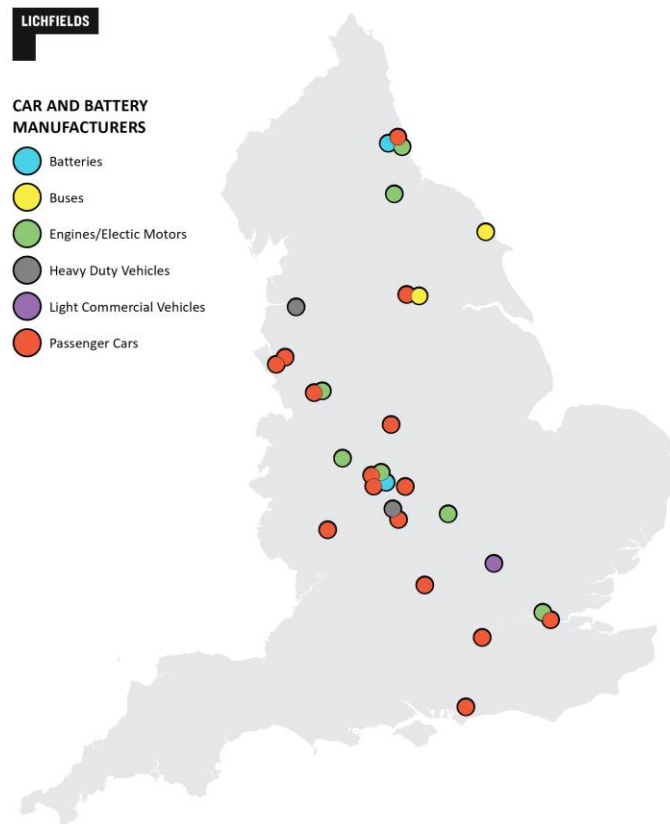 LICHFIELDS
CAR AND BATTERY
MANUFACTURERS
Batteries
Buses
Engines/Electic Motors
Heavy Duty Vehicles
Light Commercial Vehicles
Passenger Cars